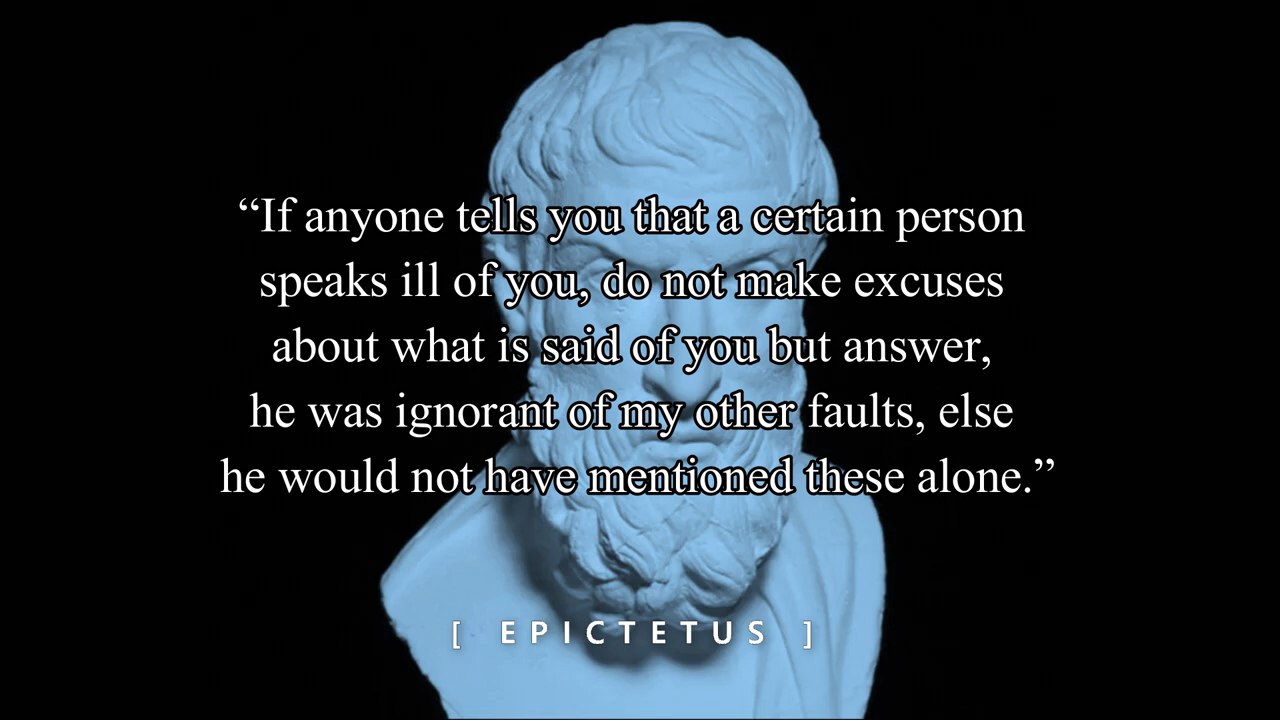 “If anyone tells you that a certain person
speaks ill of you, do not make excuses
about what is said of you but answer,
he was ignorant of my other faults, else
he would not have mentioned these alone.”
[ EPICTETUS ]